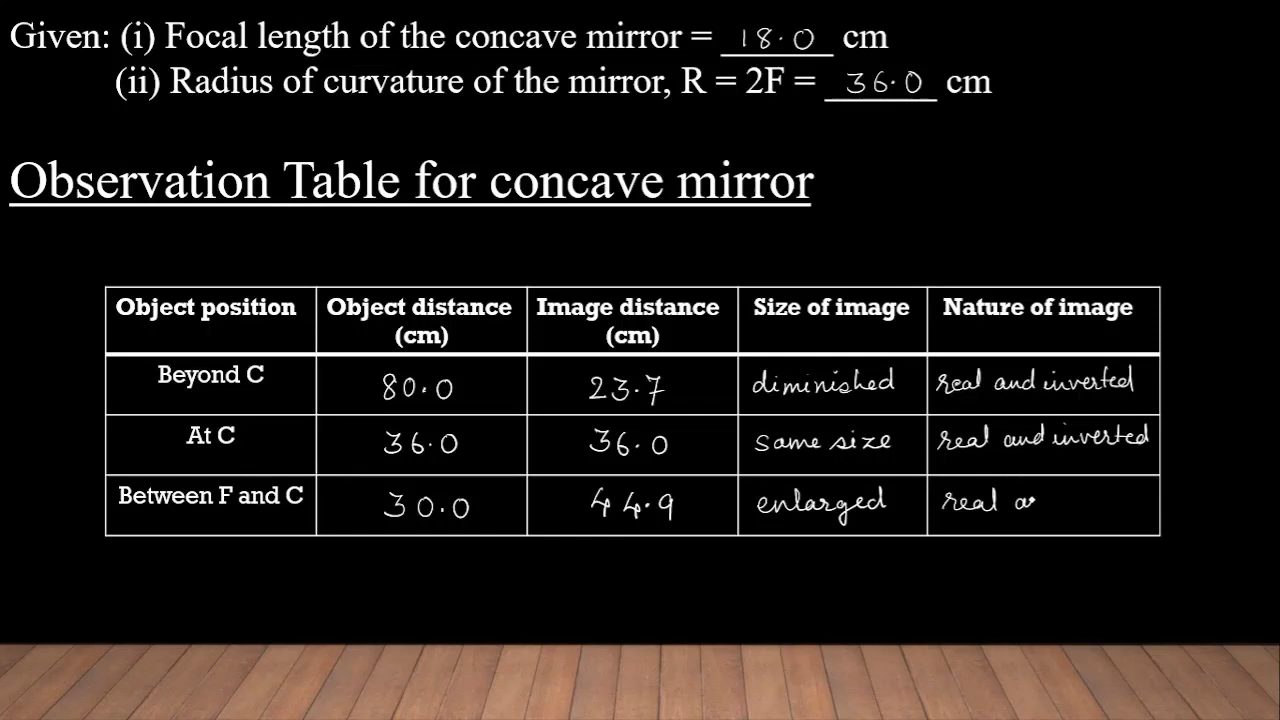 Given: (i) Focal length of the concave mirror = 18.0 cm
(ii) Radius of curvature of the mirror, R = 2F = 36.0 cm
Observation Table for concave mirror
Object position Object distance (cm) Image distance (cm) Size of image Nature of image
Beyond C 80.0 23.7 diminished real and inverted
At C 36.0 36.0 same size real and inverted
Between F and C 30.0 44.9 enlarged real a